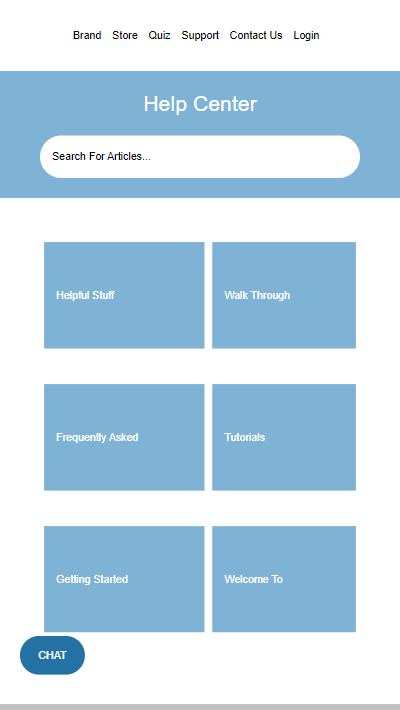 Brand Store Quiz Support Contact Us Login
Help Center
Search For Articles...
Helpful Stuff
Walk Through
Frequently Asked
Tutorials
Getting Started
Welcome To
CHAT